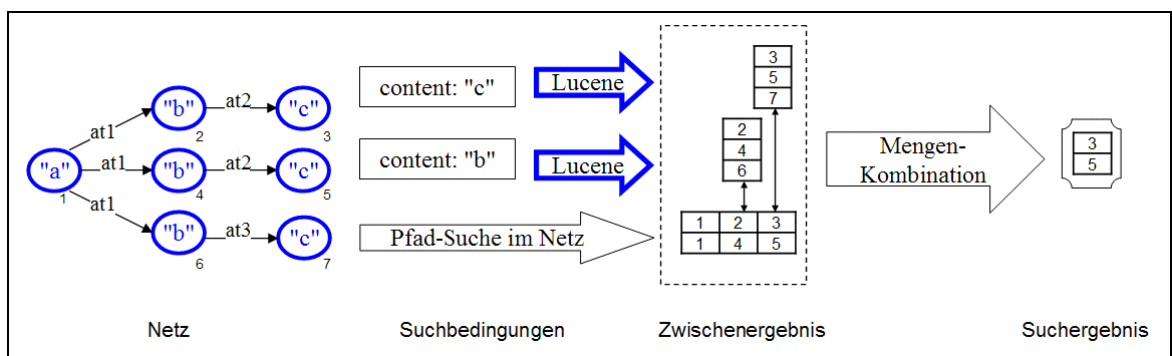 "a"
1
at1
at1
at1
"b"
2
at2
"c"
3
"b"
4
at2
"c"
5
"b"
6
at3
"c"
7
content: "c"
Lucene
content: "b"
Lucene
Pfad-Suche im Netz
3
5
7
2
4
6
1 2 3
1 4 5
Mengen-
Kombination
3
5
Netz
Suchbedingungen
Zwischenergebnis
Suchergebnis